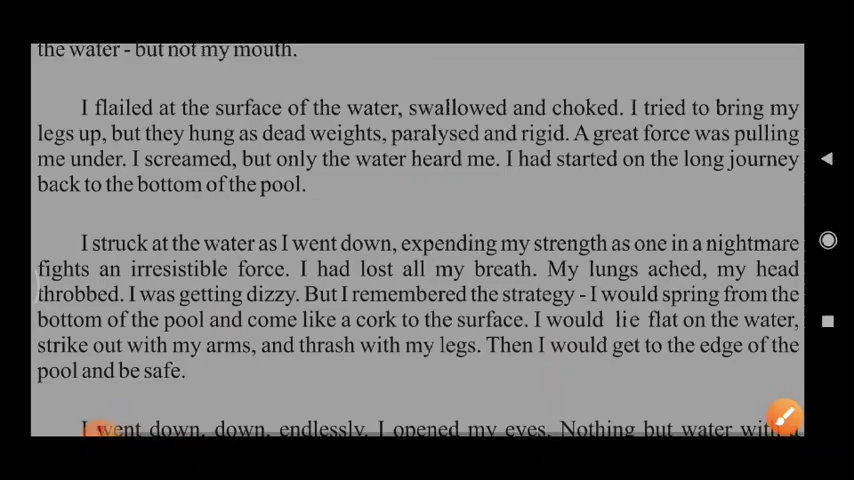 the water - but not my mouth.
I flailed at the surface of the water, swallowed and choked. I tried to bring my
legs up, but they hung as dead weights, paralysed and rigid. A great force was pulling
me under. I screamed, but only the water heard me. I had started on the long journey
back to the bottom of the pool.
I struck at the water as I went down, expending my strength as one in a nightmare
fights an irresistible force. I had lost all my breath. My lungs ached, my head
throbbed. I was getting dizzy. But I remembered the strategy - I would spring from the
bottom of the pool and come like a cork to the surface. I would lie flat on the water,
strike out with my arms, and thrash with my legs. Then I would get to the edge of the
pool and be safe.
I went down, down, endlessly. I opened my eyes. Nothing but water with a